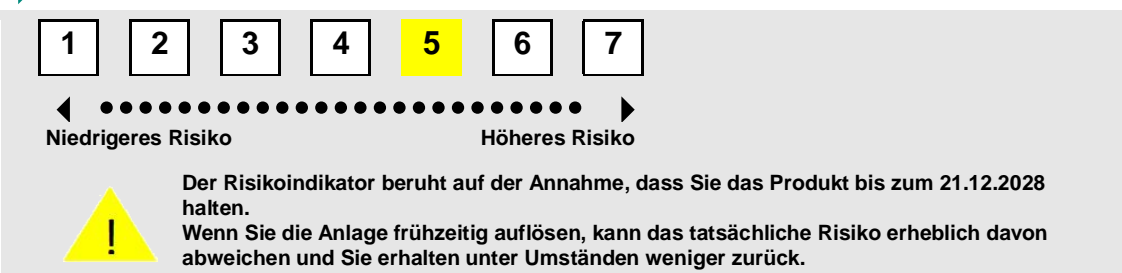 1 2 3 4 5 6 7
Niedrigeres Risiko Höheres Risiko
Der Risikoindikator beruht auf der Annahme, dass Sie das Produkt bis zum 21.12.2028
halten.
Wenn Sie die Anlage frühzeitig auflösen, kann das tatsächliche Risiko erheblich davon
abweichen und Sie erhalten unter Umständen weniger zurück.
!